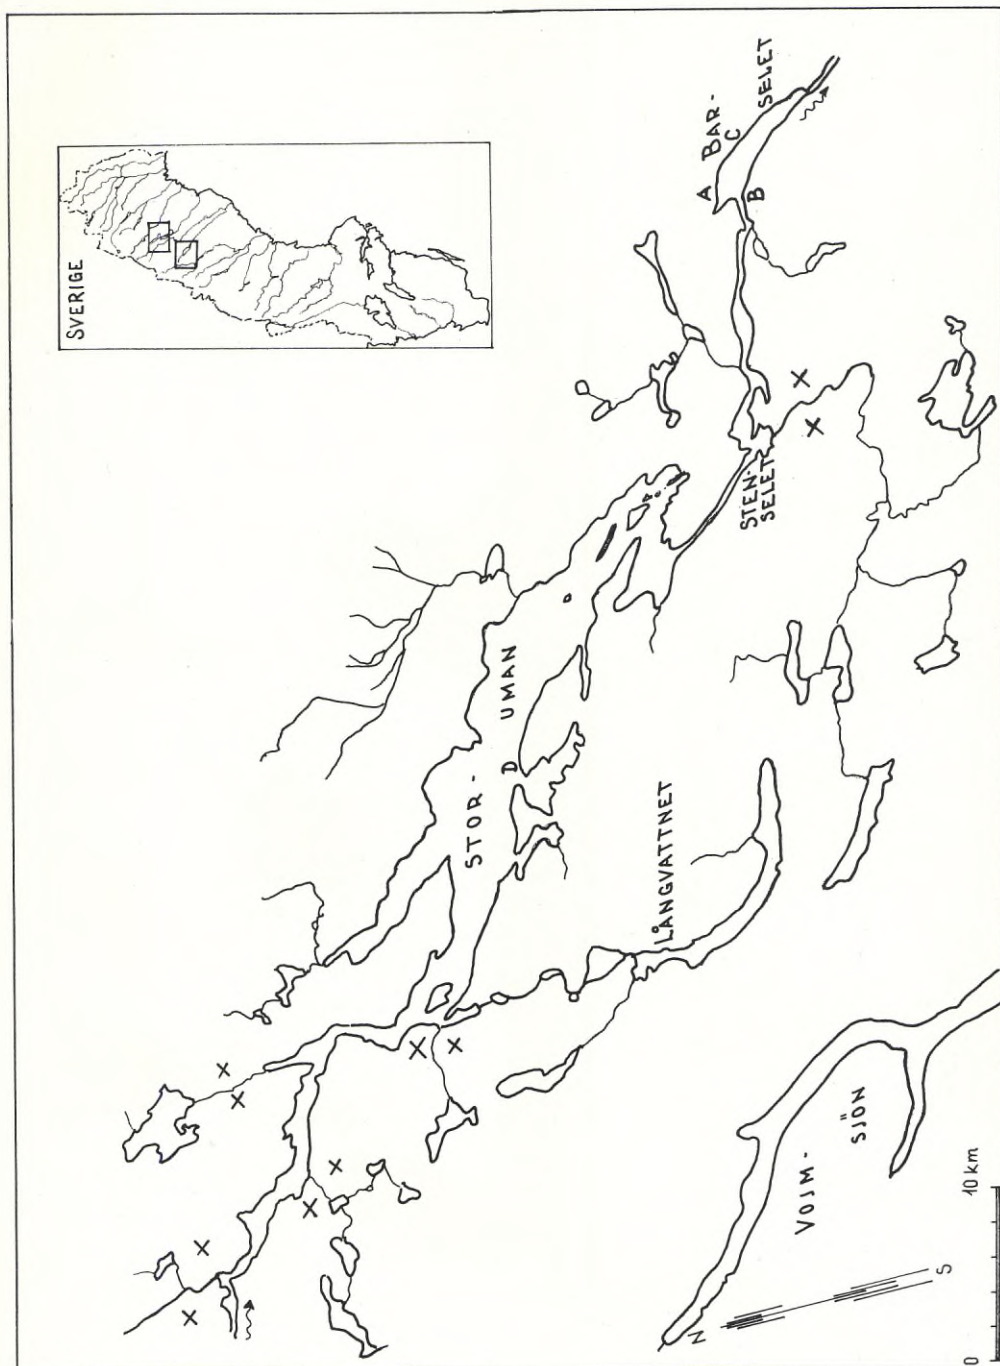 SVERIGE
BAR-
SELET
A
C
B
STEN-
SELET
STOR-
UMAN
D
LÅNGVATTNET
VOJM-
SJÖN
N
S
0
10 km
X
X
X
X
X
X
X
X
X
X